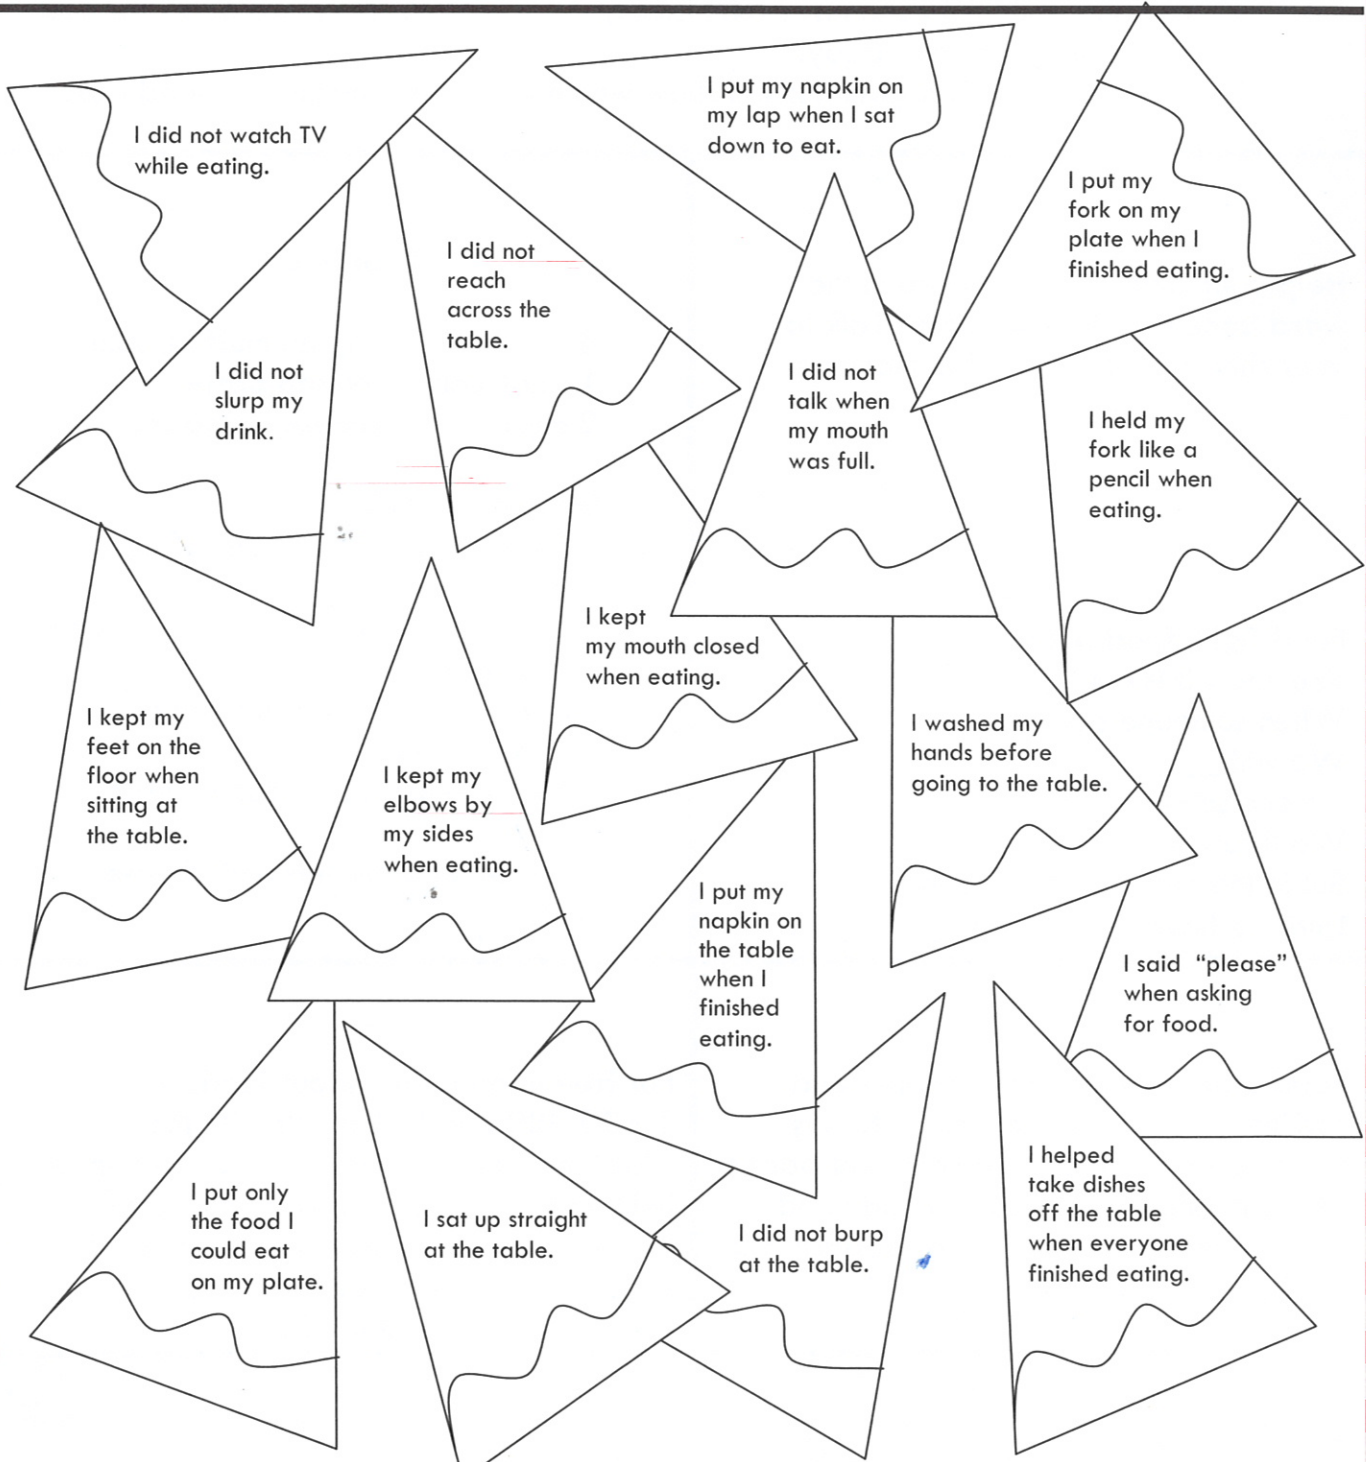 I did not watch TV
while eating.
I put my napkin on
my lap when I sat
down to eat.
I put my
fork on my
plate when I
finished eating.
I did not
reach
across the
table.
I did not
slurp my
drink.
I did not
talk when
my mouth
was full.
I held my
fork like a
pencil when
eating.
I kept
my mouth closed
when eating.
I kept my
feet on the
floor when
sitting at
the table.
I kept my
elbows by
my sides
when eating.
I washed my
hands before
going to the table.
I put my
napkin on
the table
when I
finished
eating.
I said “please”
when asking
for food.
I put only
the food I
could eat
on my plate.
I sat up straight
at the table.
I did not burp
at the table.
I helped
take dishes
off the table
when everyone
finished eating.